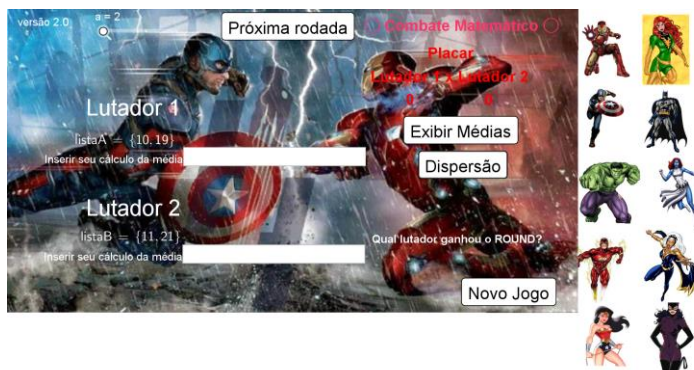 versão 2.0
a = 2
Próxima rodada
Combate Matemático
Placar
Lutador 1 X Lutador 2
0 0
Lutador 1
listaA = {10, 19}
Inserir seu cálculo da média
Exibir Médias
Dispersão
Lutador 2
listaB = {11, 21}
Inserir seu cálculo da média
Qual lutador ganhou o ROUND?
Novo Jogo